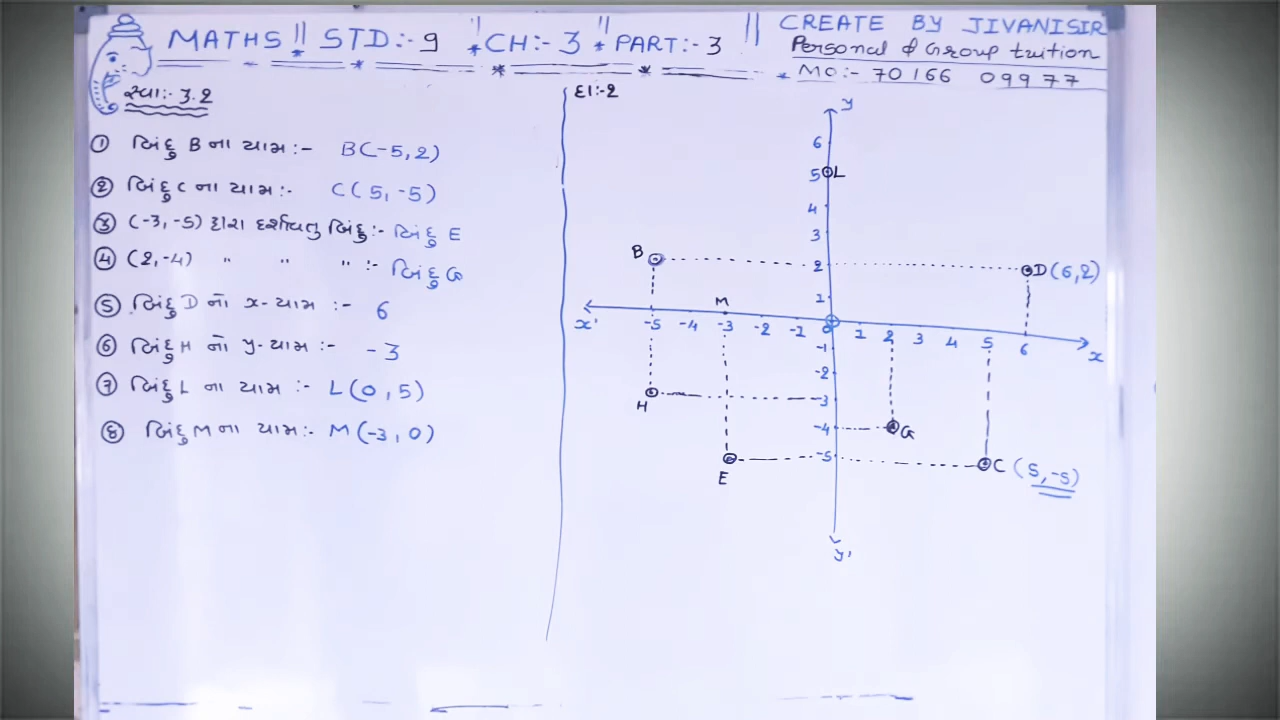 MATHS || STD:- 9 CH:- 3 PART:- 3 || CREATE BY JIVANISIR
Personal & Group tuition
MO:- 70166 09977
સ્વા:- 3.2
① બિંદુ B ના યામ :- B(-5, 2)
② બિંદુ C ના યામ :- C(5, -5)
③ (-3, -5) દ્વારા દર્શાવતુ બિંદુ :- બિંદુ E
④ (2, -4) " " " :- બિંદુ G
⑤ બિંદુ D નો x-યામ :- 6
⑥ બિંદુ H નો y-યામ :- -3
⑦ બિંદુ L ના યામ :- L(0, 5)
⑧ બિંદુ M ના યામ :- M(-3, 0)
દા:-2
y
6
5 L
4
3
B 2 D(6,2)
1
M
x' -5 -4 -3 -2 -1 0 1 2 3 4 5 6 x
-1
-2
H -3
-4 G
E -5 C (5,-5)
y'